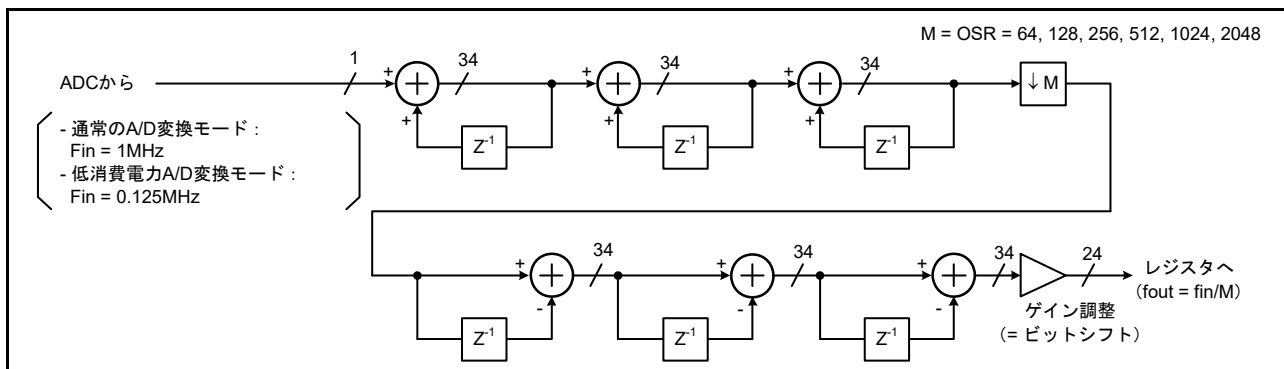 M = OSR = 64, 128, 256, 512, 1024, 2048
ADCから
1
34
34
34
+
+
+
+
+
+
↓ M
Z-1
Z-1
Z-1
- 通常のA/D変換モード:
Fin = 1MHz
- 低消費電力A/D変換モード:
Fin = 0.125MHz
+
34
+
34
+
34
24
-
-
-
Z-1
Z-1
Z-1
レジスタへ
(fout = fin/M)
ゲイン調整
(= ビットシフト)